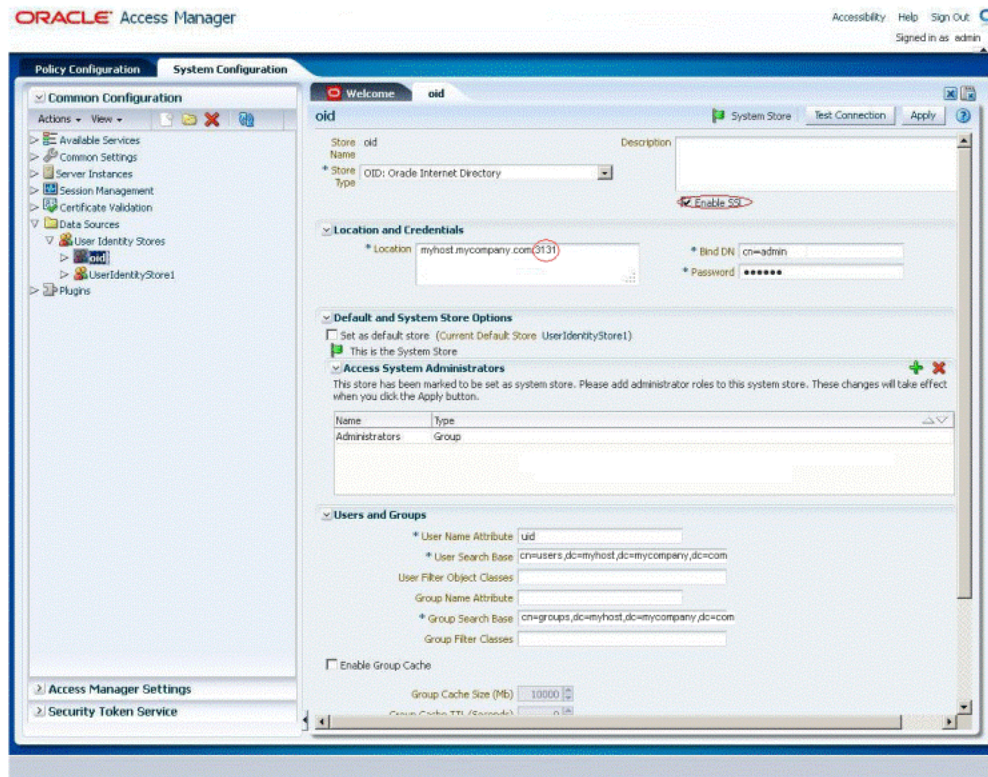 ORACLE Access Manager
Accessibility Help Sign Out
Signed in as admin
Policy Configuration System Configuration
Common Configuration
Actions View
Available Services
Common Settings
Server Instances
Session Management
Certificate Validation
Data Sources
User Identity Stores
oid
UserIdentityStore1
Plugins
Access Manager Settings
Security Token Service
Welcome oid
oid
System Store Test Connection Apply
Store Name oid
Description
* Store Type OID: Oracle Internet Directory
Enable SSL
Location and Credentials
* Location myhost.mycompany.com:3131
* Bind DN cn=admin
* Password ●●●●●●
Default and System Store Options
Set as default store (Current Default Store UserIdentityStore1)
This is the System Store
Access System Administrators
This store has been marked to be set as system store. Please add administrator roles to this system store. These changes will take effect
when you click the Apply button.
Name Type
Administrators Group
Users and Groups
* User Name Attribute uid
* User Search Base cn=users,dc=myhost,dc=mycompany,dc=com
User Filter Object Classes
Group Name Attribute
* Group Search Base cn=groups,dc=myhost,dc=mycompany,dc=com
Group Filter Classes
Enable Group Cache
Group Cache Size (Mb) 10000
Group Cache TTL (Seconds) 0